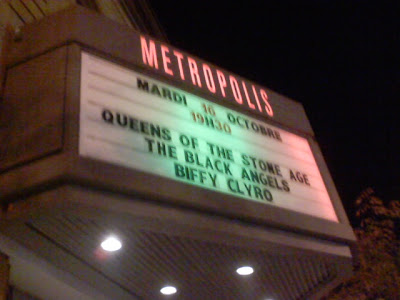 METROPOLIS
MARDI 16 OCTOBRE
19H30
QUEENS OF THE STONE AGE
THE BLACK ANGELS
BIFFY CLYRO